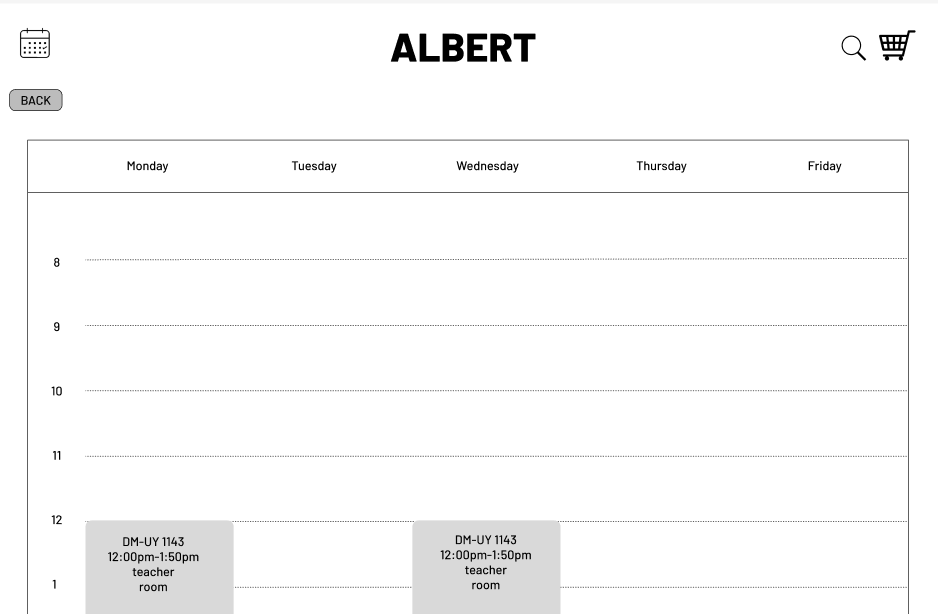 ALBERT
BACK
Monday Tuesday Wednesday Thursday Friday
8
9
10
11
12
DM-UY 1143
12:00pm-1:50pm
teacher
room
DM-UY 1143
12:00pm-1:50pm
teacher
room
1